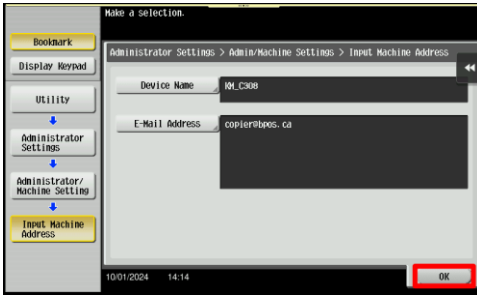 Make a selection.
Bookmark
Display Keypad
Administrator Settings > Admin/Machine Settings > Input Machine Address
Device Name
KM_C308
Utility
E-Mail Address
copier@bpos.ca
Administrator
Settings
Administrator/
Machine Setting
Input Machine
Address
10/01/2024 14:14
OK